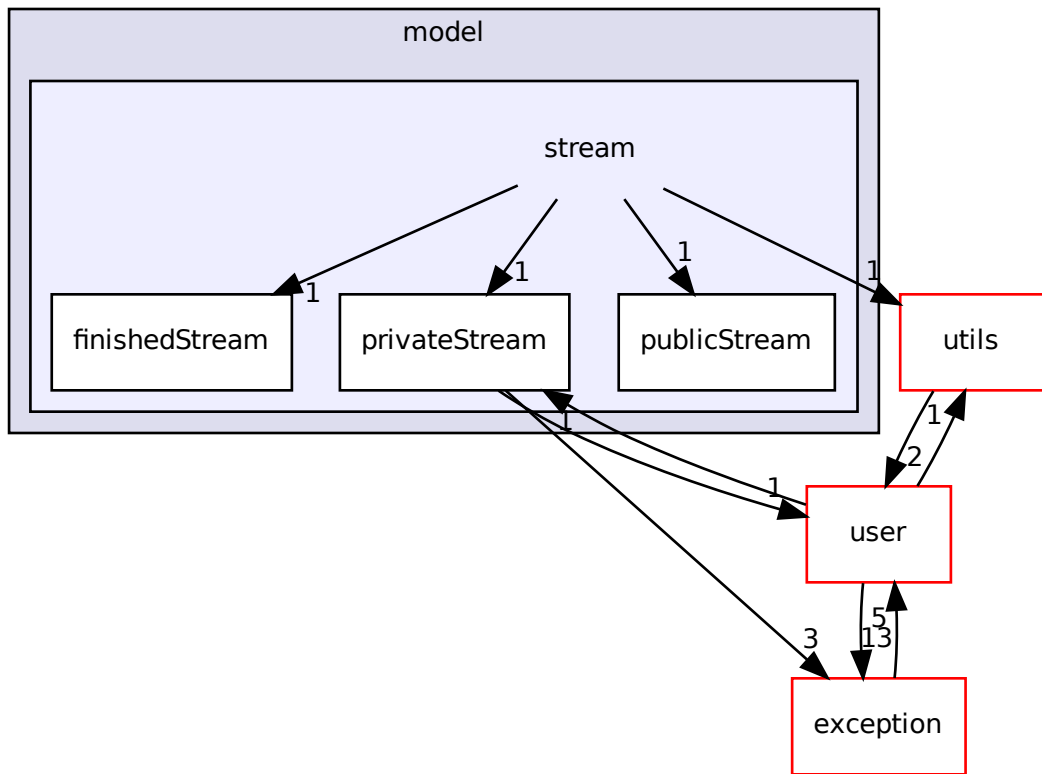 model
stream
1
1
1
1
finishedStream
privateStream
publicStream
utils
1
1
2
1
user
5
13
3
exception